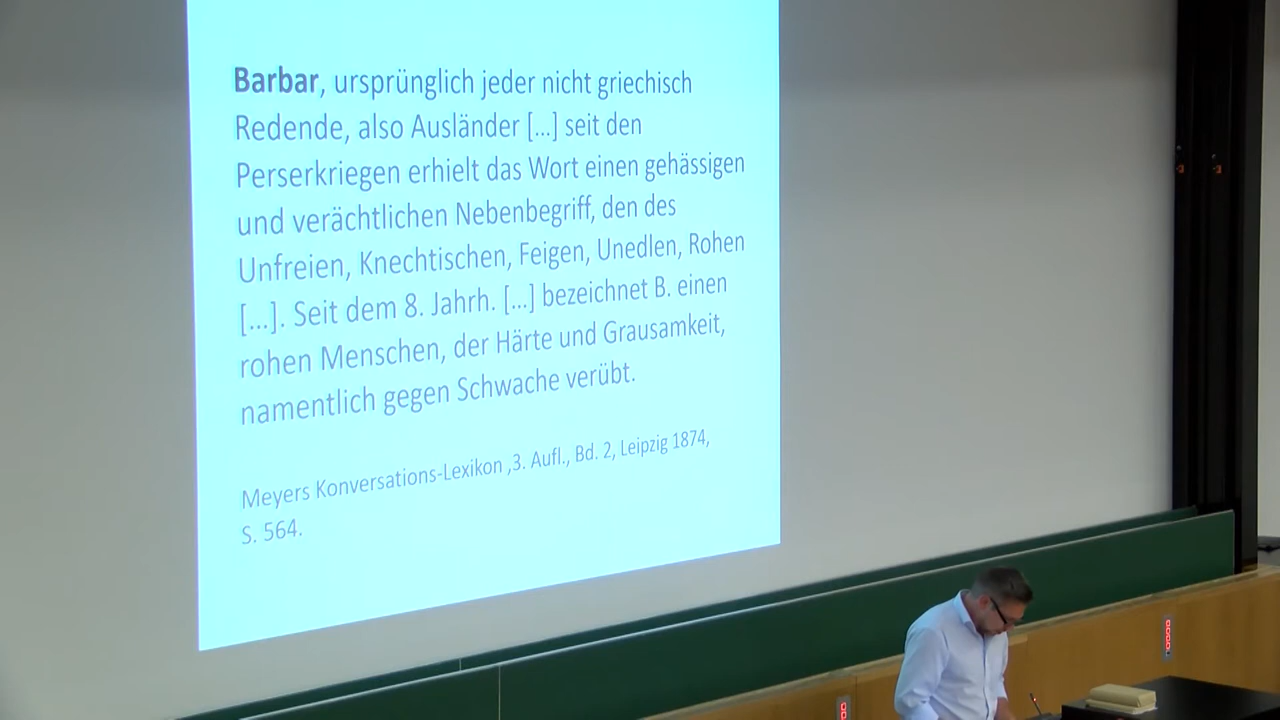 Barbar, ursprünglich jeder nicht griechisch
Redende, also Ausländer [...] seit den
Perserkriegen erhielt das Wort einen gehässigen
und verächtlichen Nebenbegriff, den des
Unfreien, Knechtischen, Feigen, Unedlen, Rohen
[...]. Seit dem 8. Jahrh. [...] bezeichnet B. einen
rohen Menschen, der Härte und Grausamkeit,
namentlich gegen Schwache verübt.
Meyers Konversations-Lexikon ,3. Aufl., Bd. 2, Leipzig 1874,
S. 564.